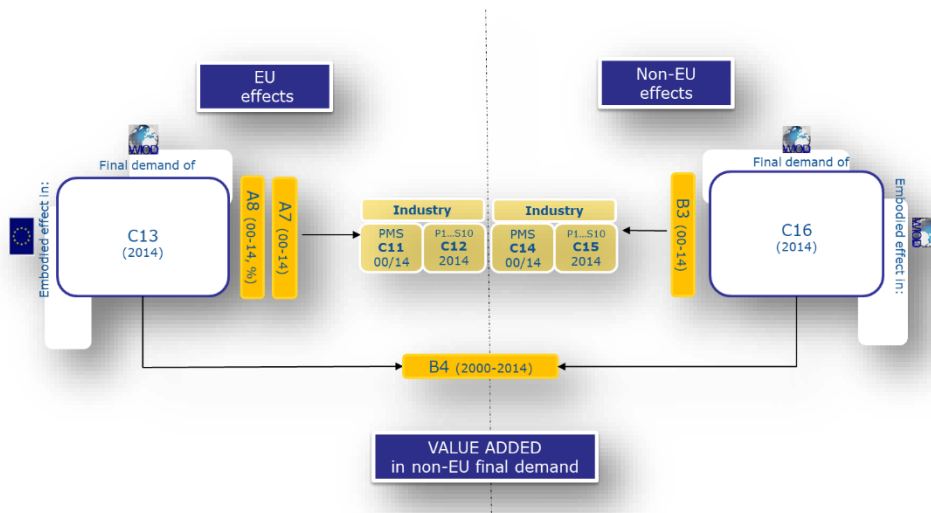 EU
effects
Non-EU
effects
WIOD
Final demand of
Embodied effect in:
C13
(2014)
A8 (00-14, %)
A7 (00-14)
Industry
PMS
C11
00/14
P1...S10
C12
2014
Industry
PMS
C14
00/14
P1...S10
C15
2014
B3 (00-14)
WIOD
Final demand of
C16
(2014)
Embodied effect in:
WIOD
B4 (2000-2014)
VALUE ADDED
in non-EU final demand